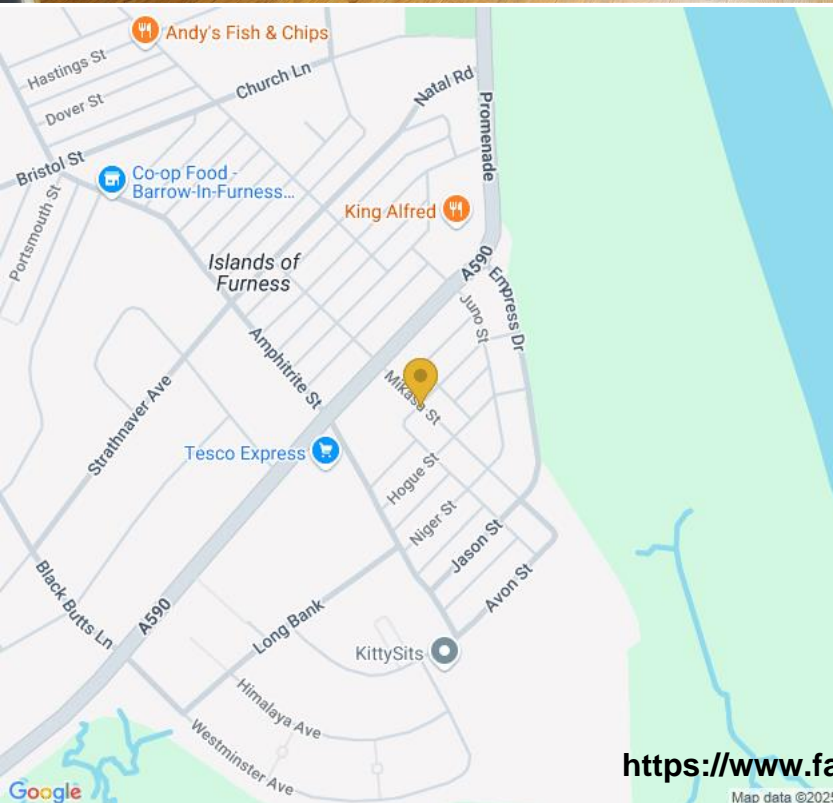 Andy's Fish & Chips
Hastings St
Church Ln
Natal Rd
Dover St
Promenade
Bristol St
Co-op Food -
Barrow-In-Furness...
Portsmouth St
King Alfred
Islands of
Furness
A590
Empress Dr
Juno St
Amphitrite St
Mikasa St
Strathnaver Ave
Tesco Express
Hogue St
Niger St
Jason St
Black Butts Ln
A590
Avon St
Long Bank
KittySits
Himalaya Ave
Westminster Ave
https://www.fa
Google
Map data ©2025